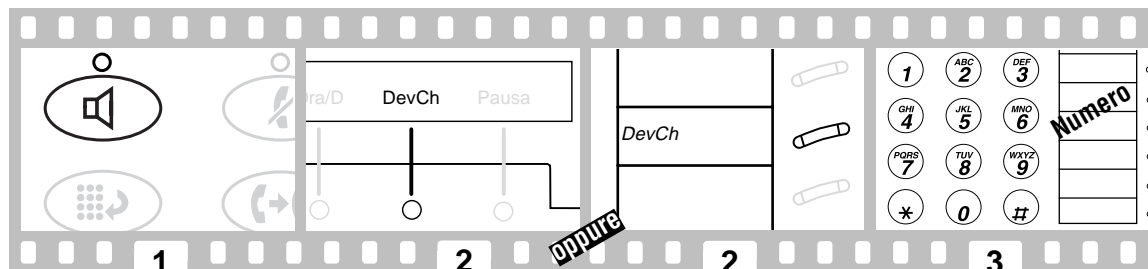 ra/D DevCh Pausa
DevCh
1 ABC 2 DEF 3
GHI 4 JKL 5 MNO 6
PQRS 7 TUV 8 WXYZ 9
* 0 #
Numero
oppure
1 2 2 3